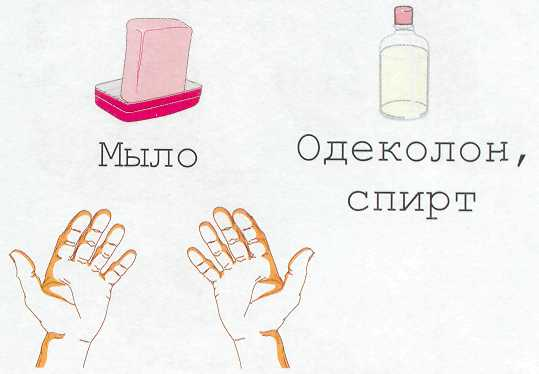 Мыло
Одеколон,
спирт